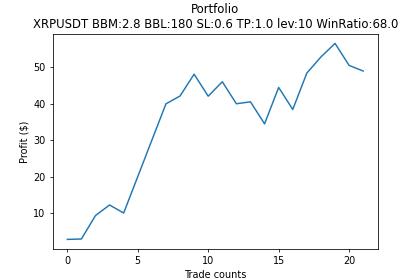 Portfolio
XRPUSDT BBM:2.8 BBL:180 SL:0.6 TP:1.0 lev:10 WinRatio:68.0
50
40
30
20
10
Profit ($)
0
5
10
15
20
Trade counts